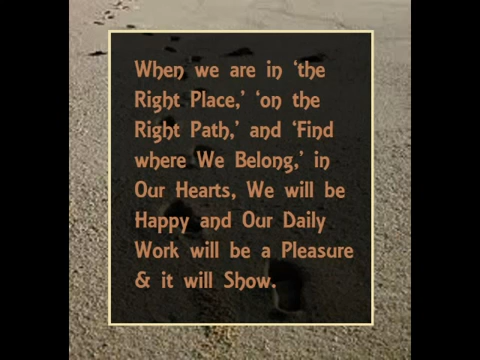 When we are in ‘the
Right Place,’ ‘on the
Right Path,’ and ‘Find
where We Belong,’ in
Our Hearts, We will be
Happy and Our Daily
Work will be a Pleasure
& it will Show.